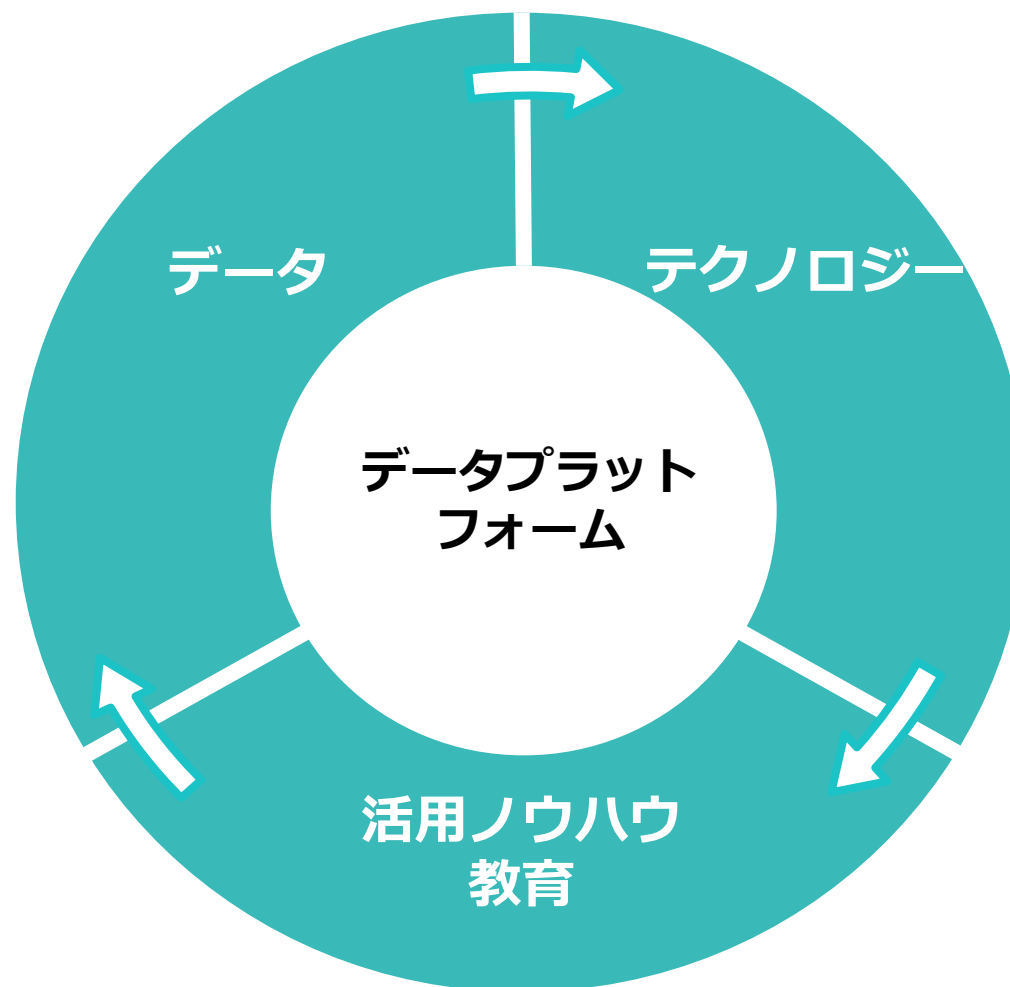 データ
テクノロジー
データプラット
フォーム
活用ノウハウ
教育